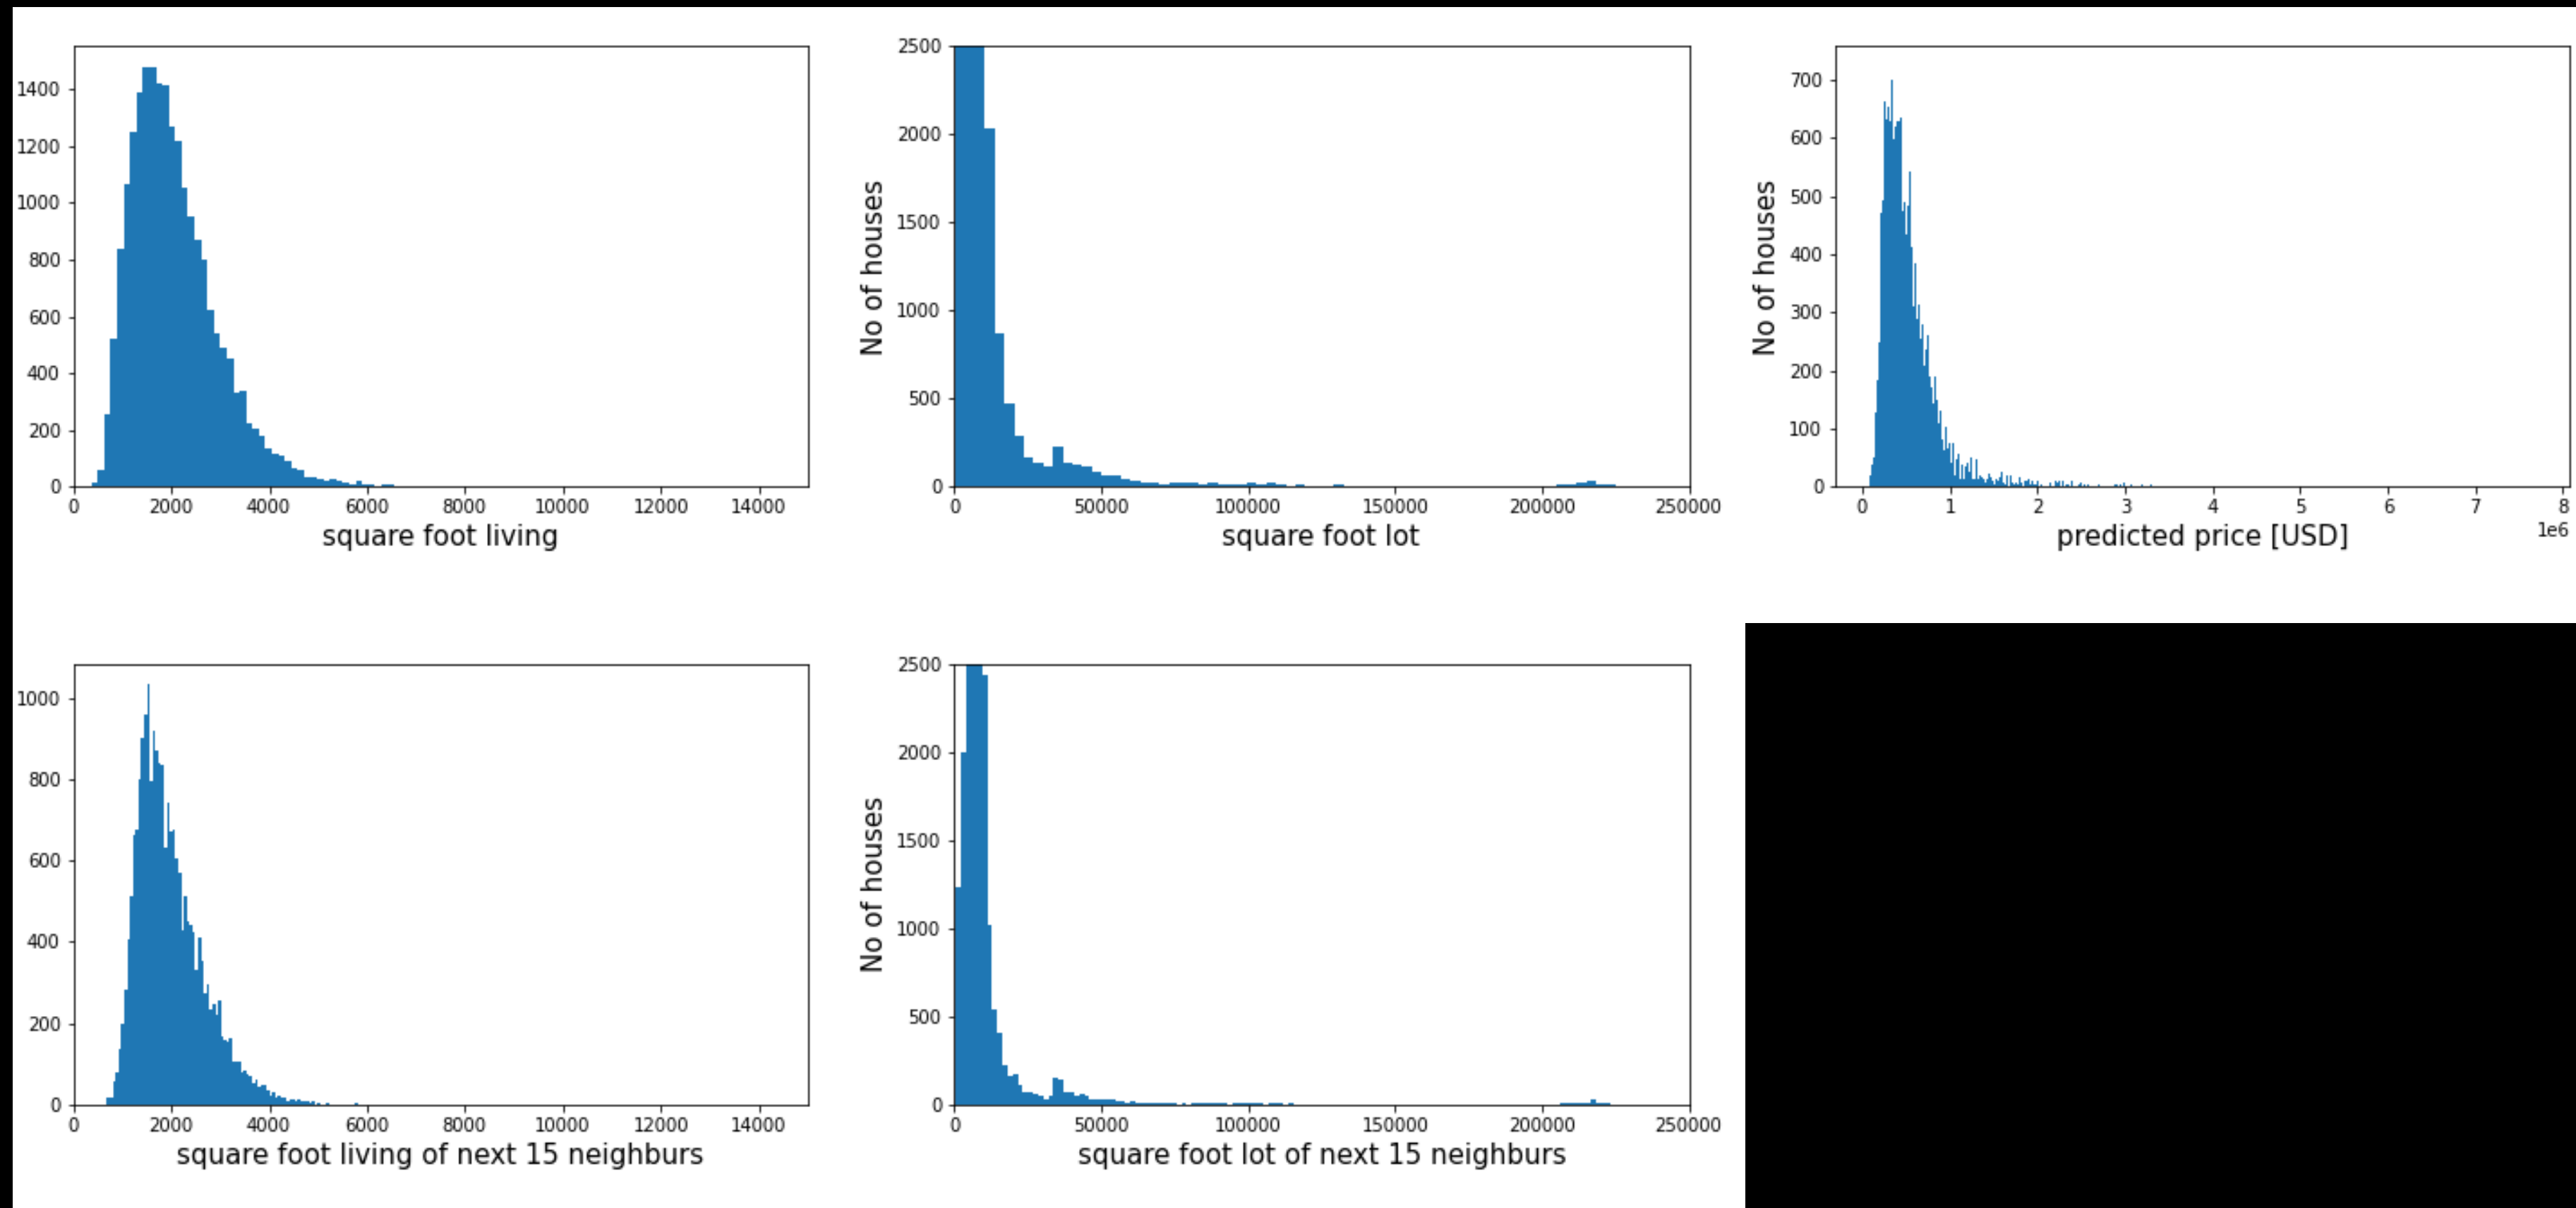 1400
1200
1000
800
600
400
200
0
0 2000 4000 6000 8000 10000 12000 14000
square foot living
No of houses
2500
2000
1500
1000
500
0
0 50000 100000 150000 200000 250000
square foot lot
No of houses
700
600
500
400
300
200
100
0
0 1 2 3 4 5 6 7 8
1e6
predicted price [USD]
1000
800
600
400
200
0
0 2000 4000 6000 8000 10000 12000 14000
square foot living of next 15 neighburs
No of houses
2500
2000
1500
1000
500
0
0 50000 100000 150000 200000 250000
square foot lot of next 15 neighburs